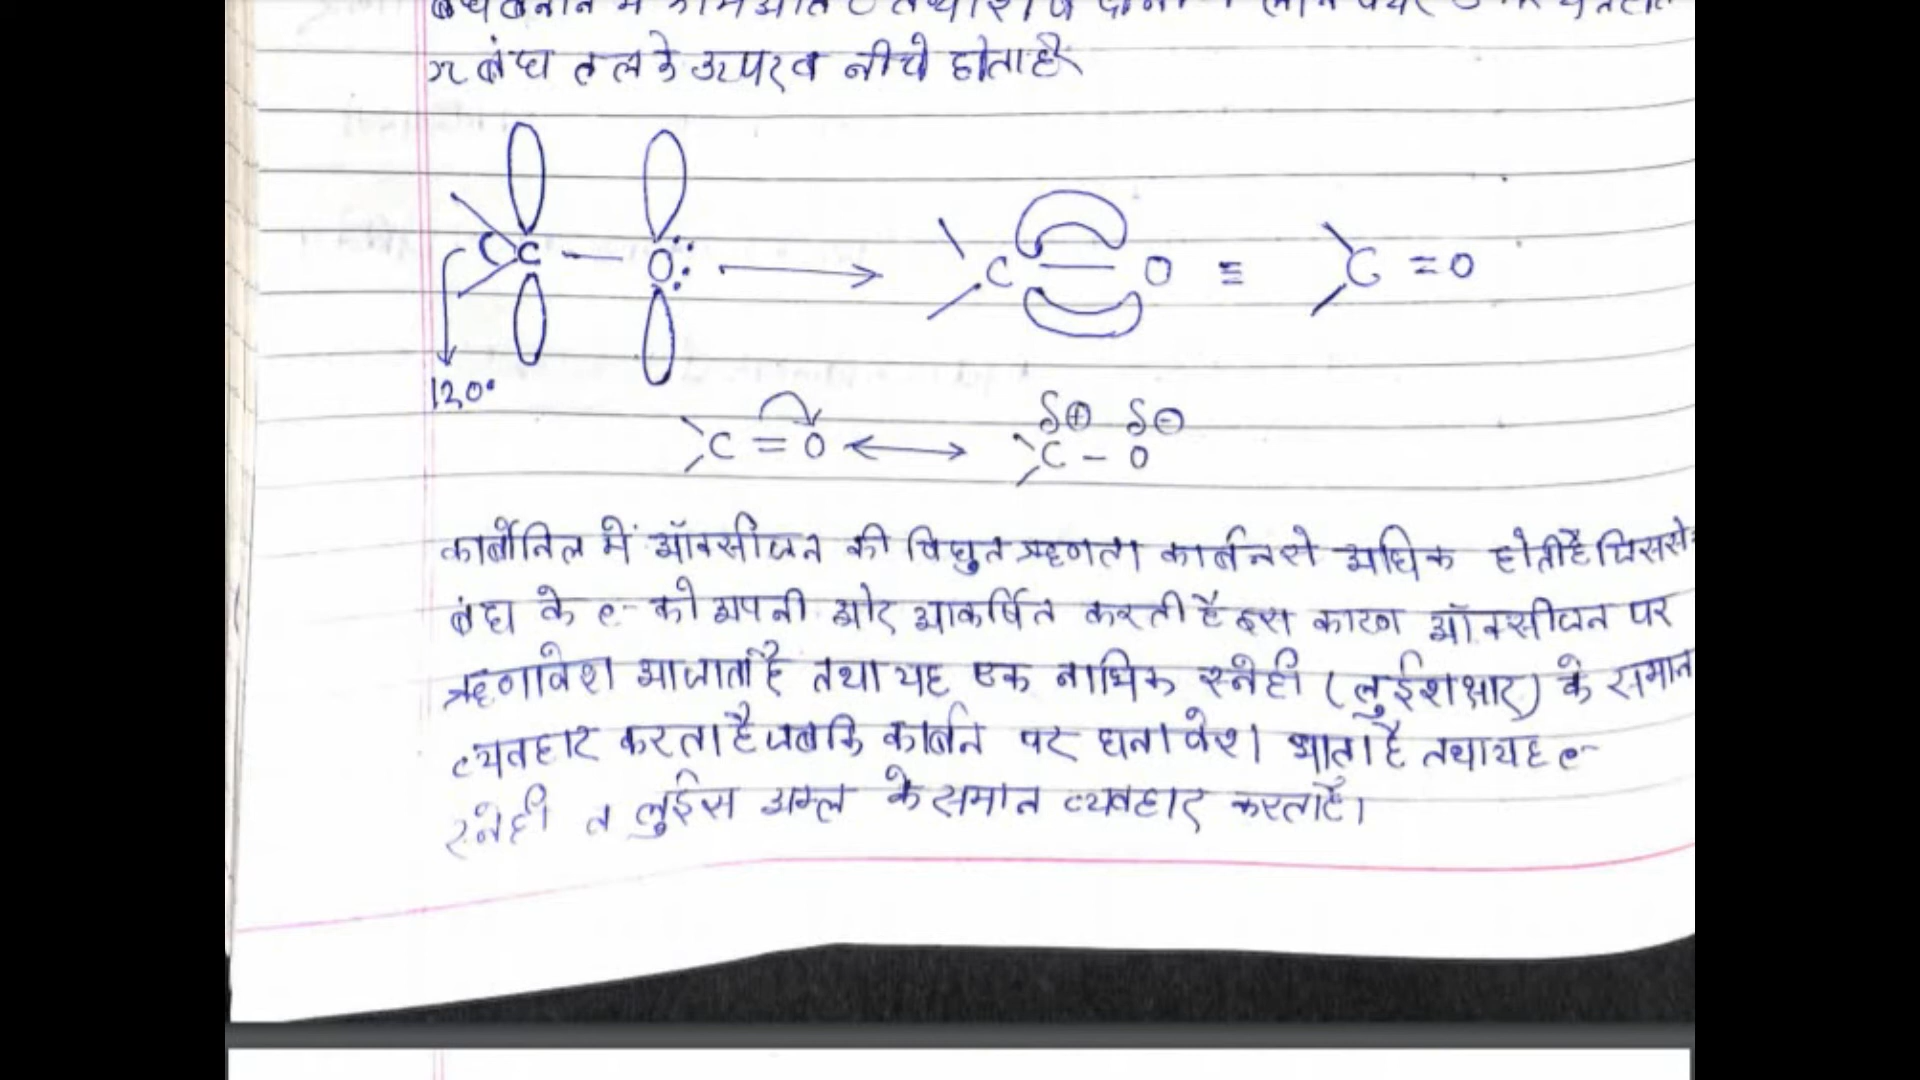 π बंध तल के ऊपर व नीचे होता है
C C — O: → C — O ≡ C = O
120°
C = O ↔ C – O
δ⊕ δ⊖
कार्बोनिल में ऑक्सीजन की विद्युत ऋणता कार्बन से अधिक होती है जिससे
बंध के e- को अपनी ओर आकर्षित करती है इस कारण ऑक्सीजन पर
ऋणावेश आ जाता है तथा यह एक नाभिक स्नेही (लुईश क्षार) के समान
व्यवहार करता है जबकि कार्बन पर धनावेश आता है तथा यह e-
स्नेही व लुईस अम्ल के समान व्यवहार करता है।